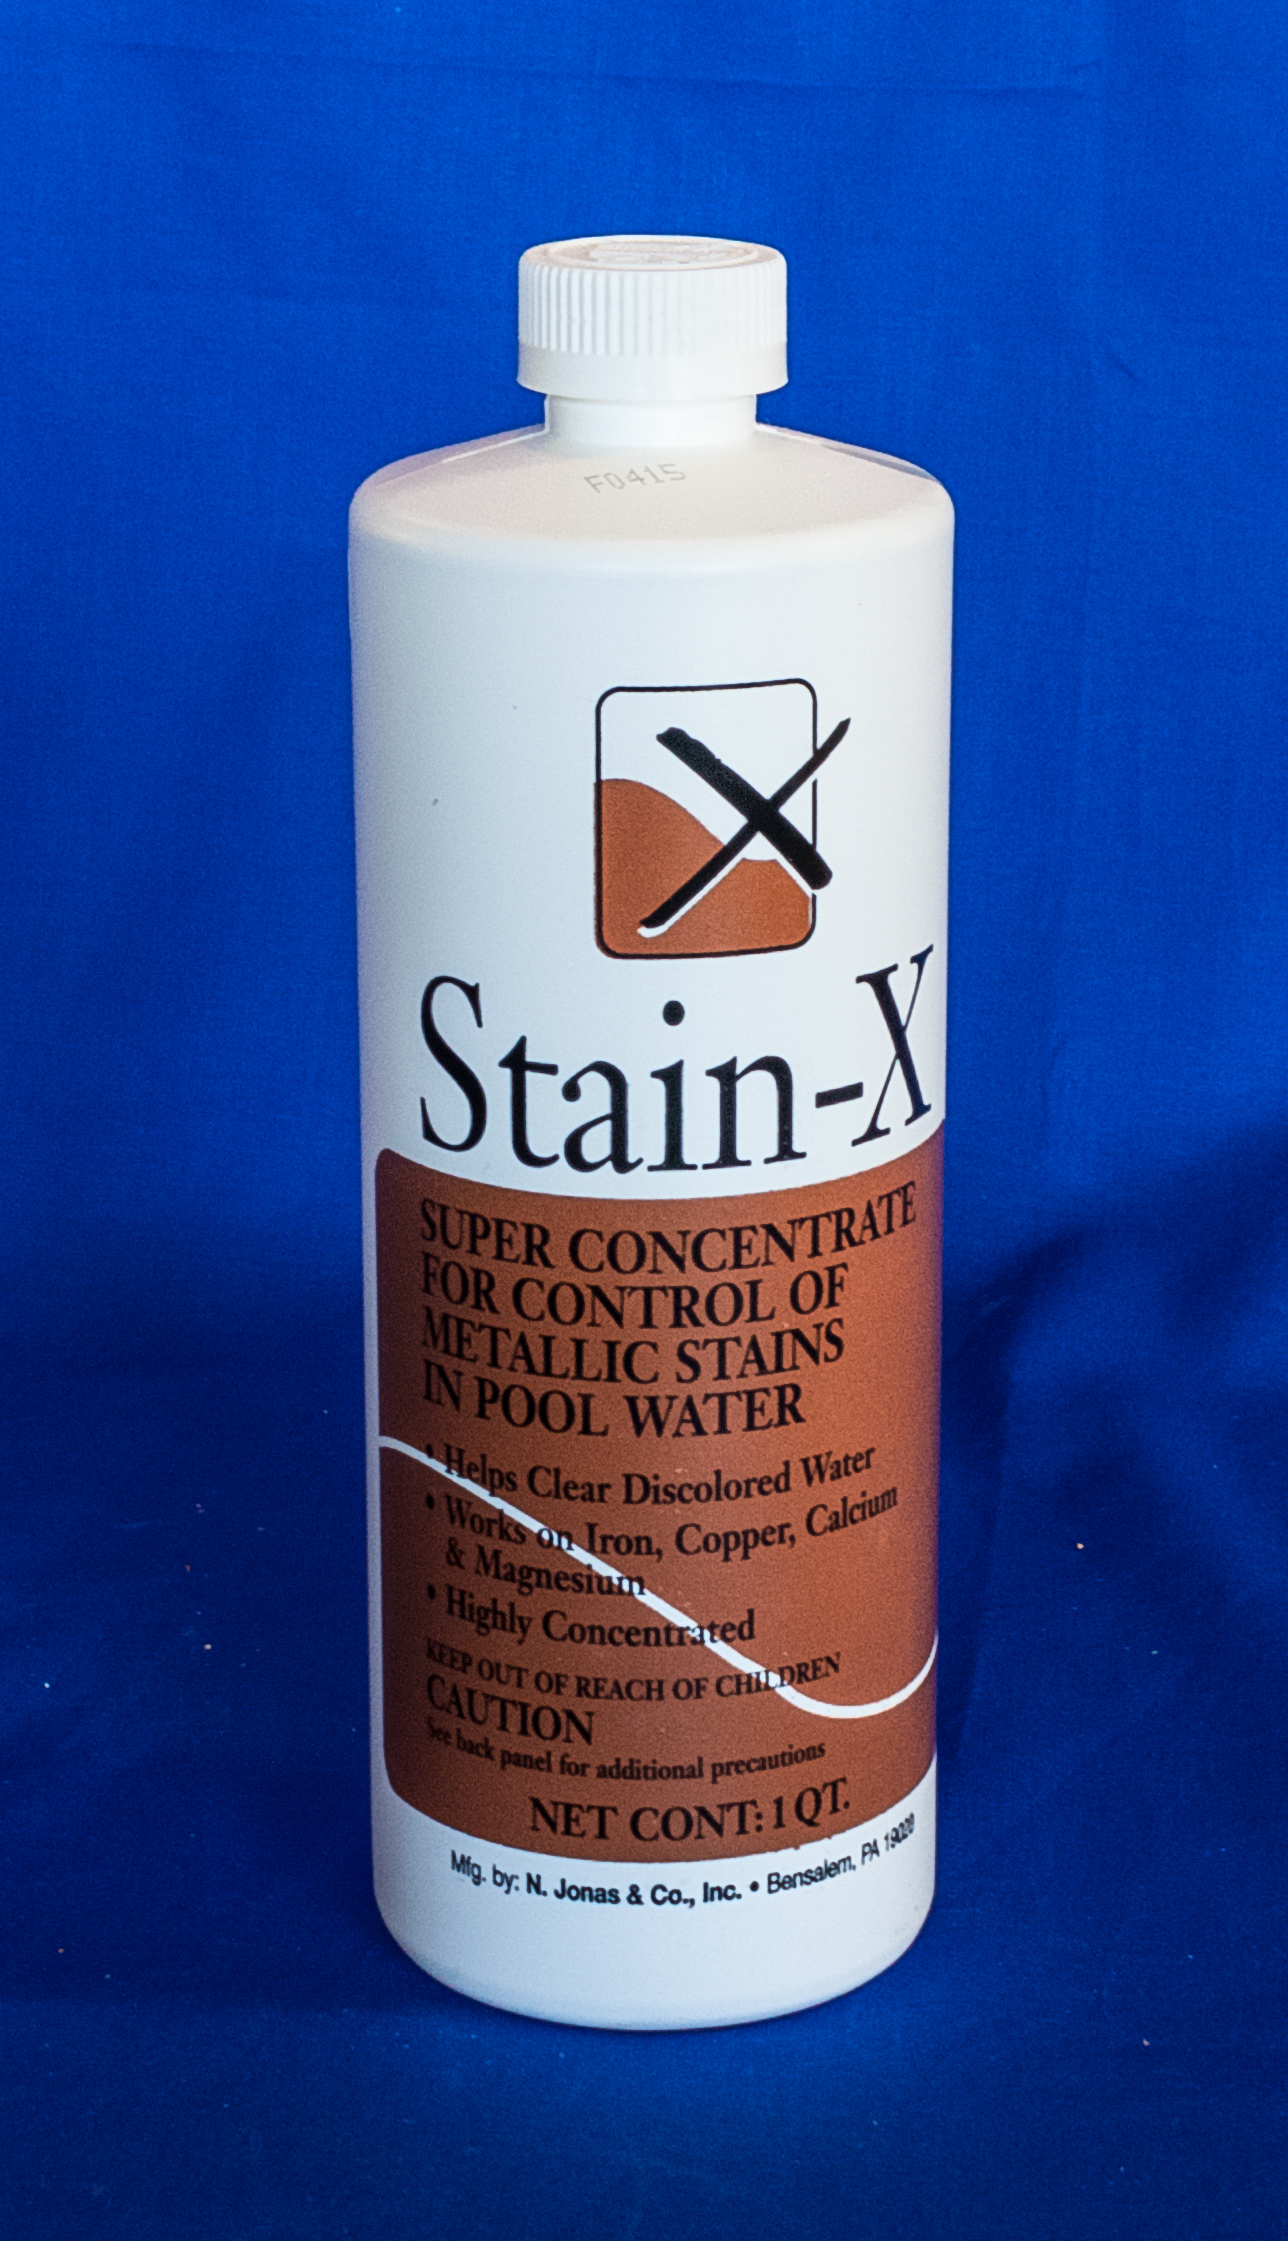 F0415
Stain-X
SUPER CONCENTRATE
FOR CONTROL OF
METALLIC STAINS
IN POOL WATER
• Helps Clear Discolored Water
• Works on Iron, Copper, Calcium
& Magnesium
• Highly Concentrated
KEEP OUT OF REACH OF CHILDREN
CAUTION
See back panel for additional precautions
NET CONT: 1 QT.
Mfg. by: N. Jonas & Co., Inc. • Bensalem, PA 19020